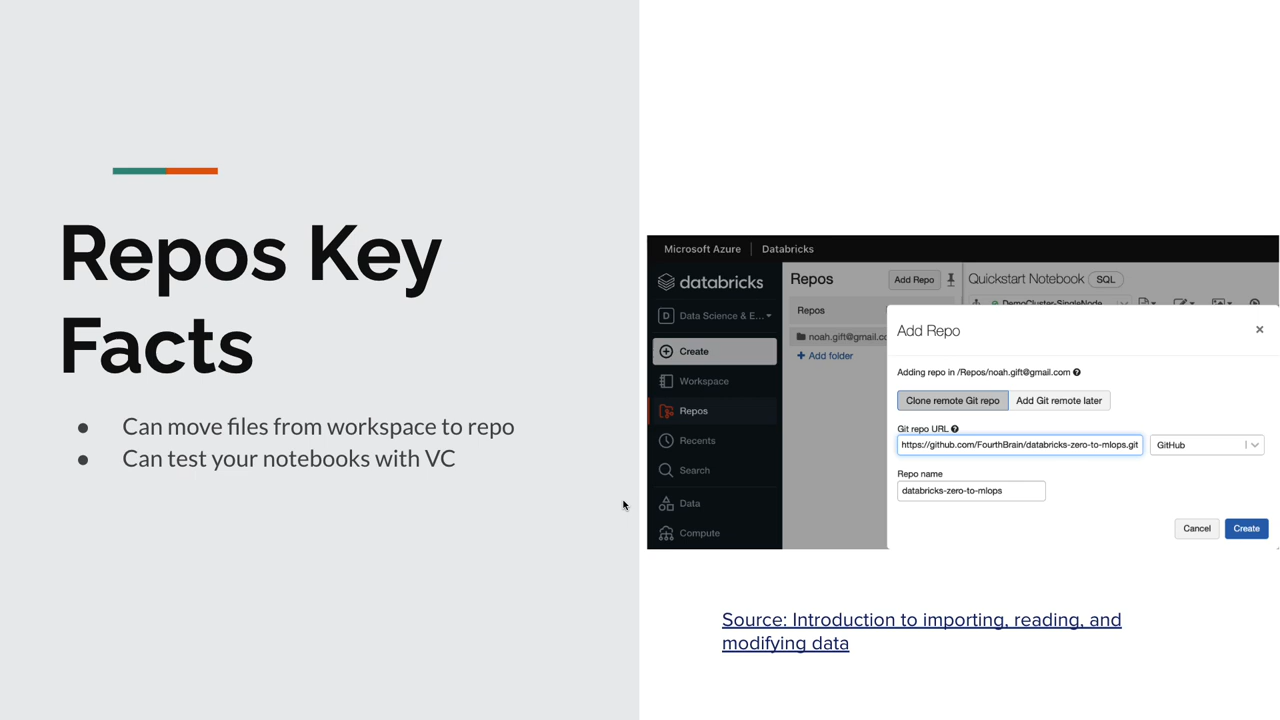 Repos Key
Facts
● Can move files from workspace to repo
● Can test your notebooks with VC
Microsoft Azure | Databricks
databricks
D Data Science & E...
Create
Workspace
Repos
Recents
Search
Data
Compute
Repos
Add Repo
Repos
noah.gift@gmail.co
+ Add folder
Quickstart Notebook SQL
DemoCluster-SingleNode
Add Repo
×
Adding repo in /Repos/noah.gift@gmail.com
Clone remote Git repo
Add Git remote later
Git repo URL
https://github.com/FourthBrain/databricks-zero-to-mlops.git
GitHub
Repo name
databricks-zero-to-mlops
Cancel
Create
Source: Introduction to importing, reading, and
modifying data